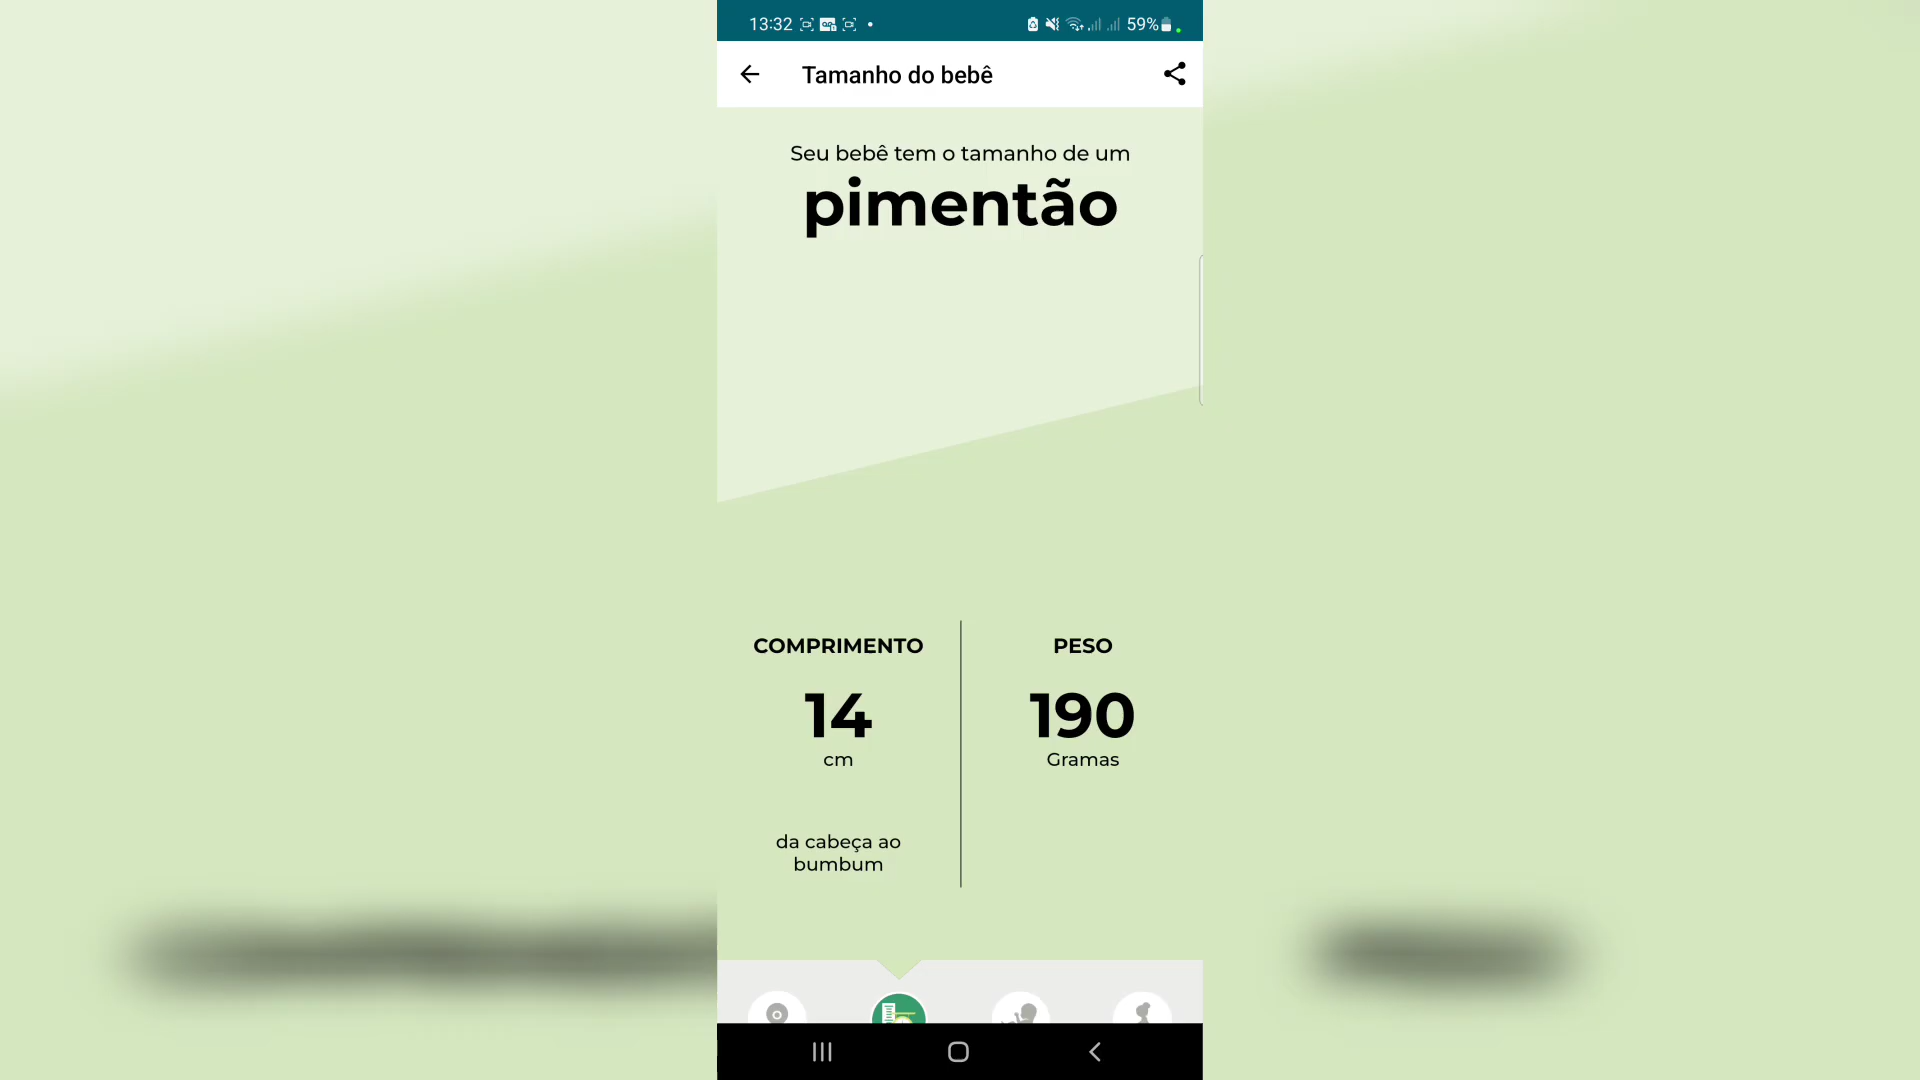 13:32
59%
Tamanho do bebê
Seu bebê tem o tamanho de um
pimentão
COMPRIMENTO
14
cm
da cabeça ao
bumbum
PESO
190
Gramas